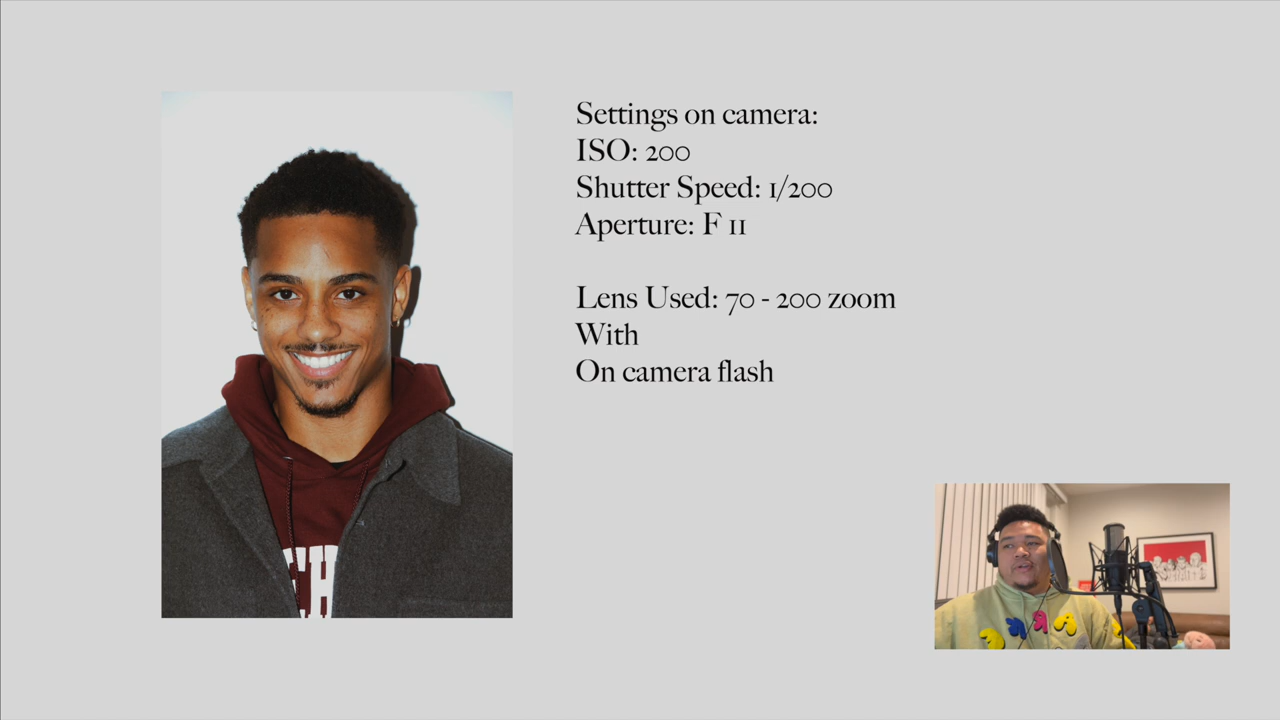 Settings on camera:
ISO: 200
Shutter Speed: 1/200
Aperture: F 11
Lens Used: 70 - 200 zoom
With
On camera flash
CH